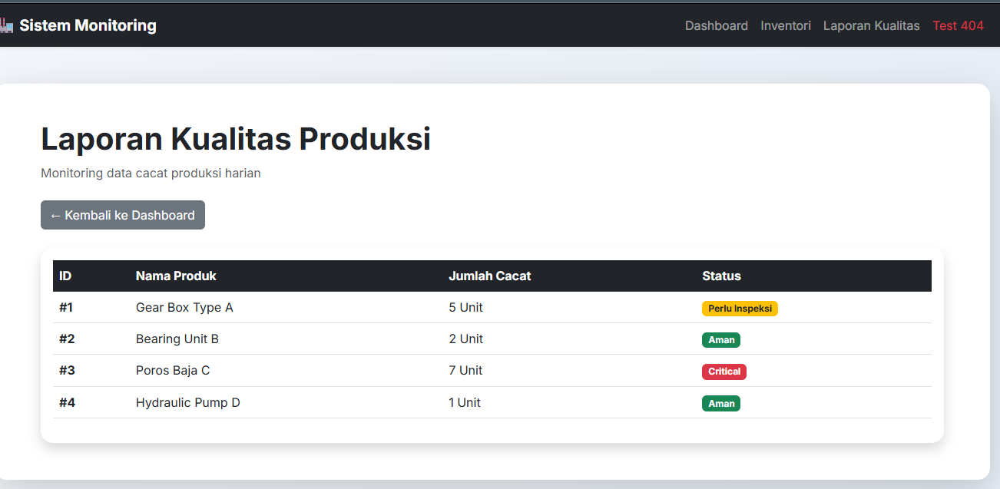 Sistem Monitoring Dashboard Inventori Laporan Kualitas Test 404
Laporan Kualitas Produksi
Monitoring data cacat produksi harian
← Kembali ke Dashboard
ID Nama Produk Jumlah Cacat Status
#1 Gear Box Type A 5 Unit Perlu Inspeksi
#2 Bearing Unit B 2 Unit Aman
#3 Poros Baja C 7 Unit Critical
#4 Hydraulic Pump D 1 Unit Aman